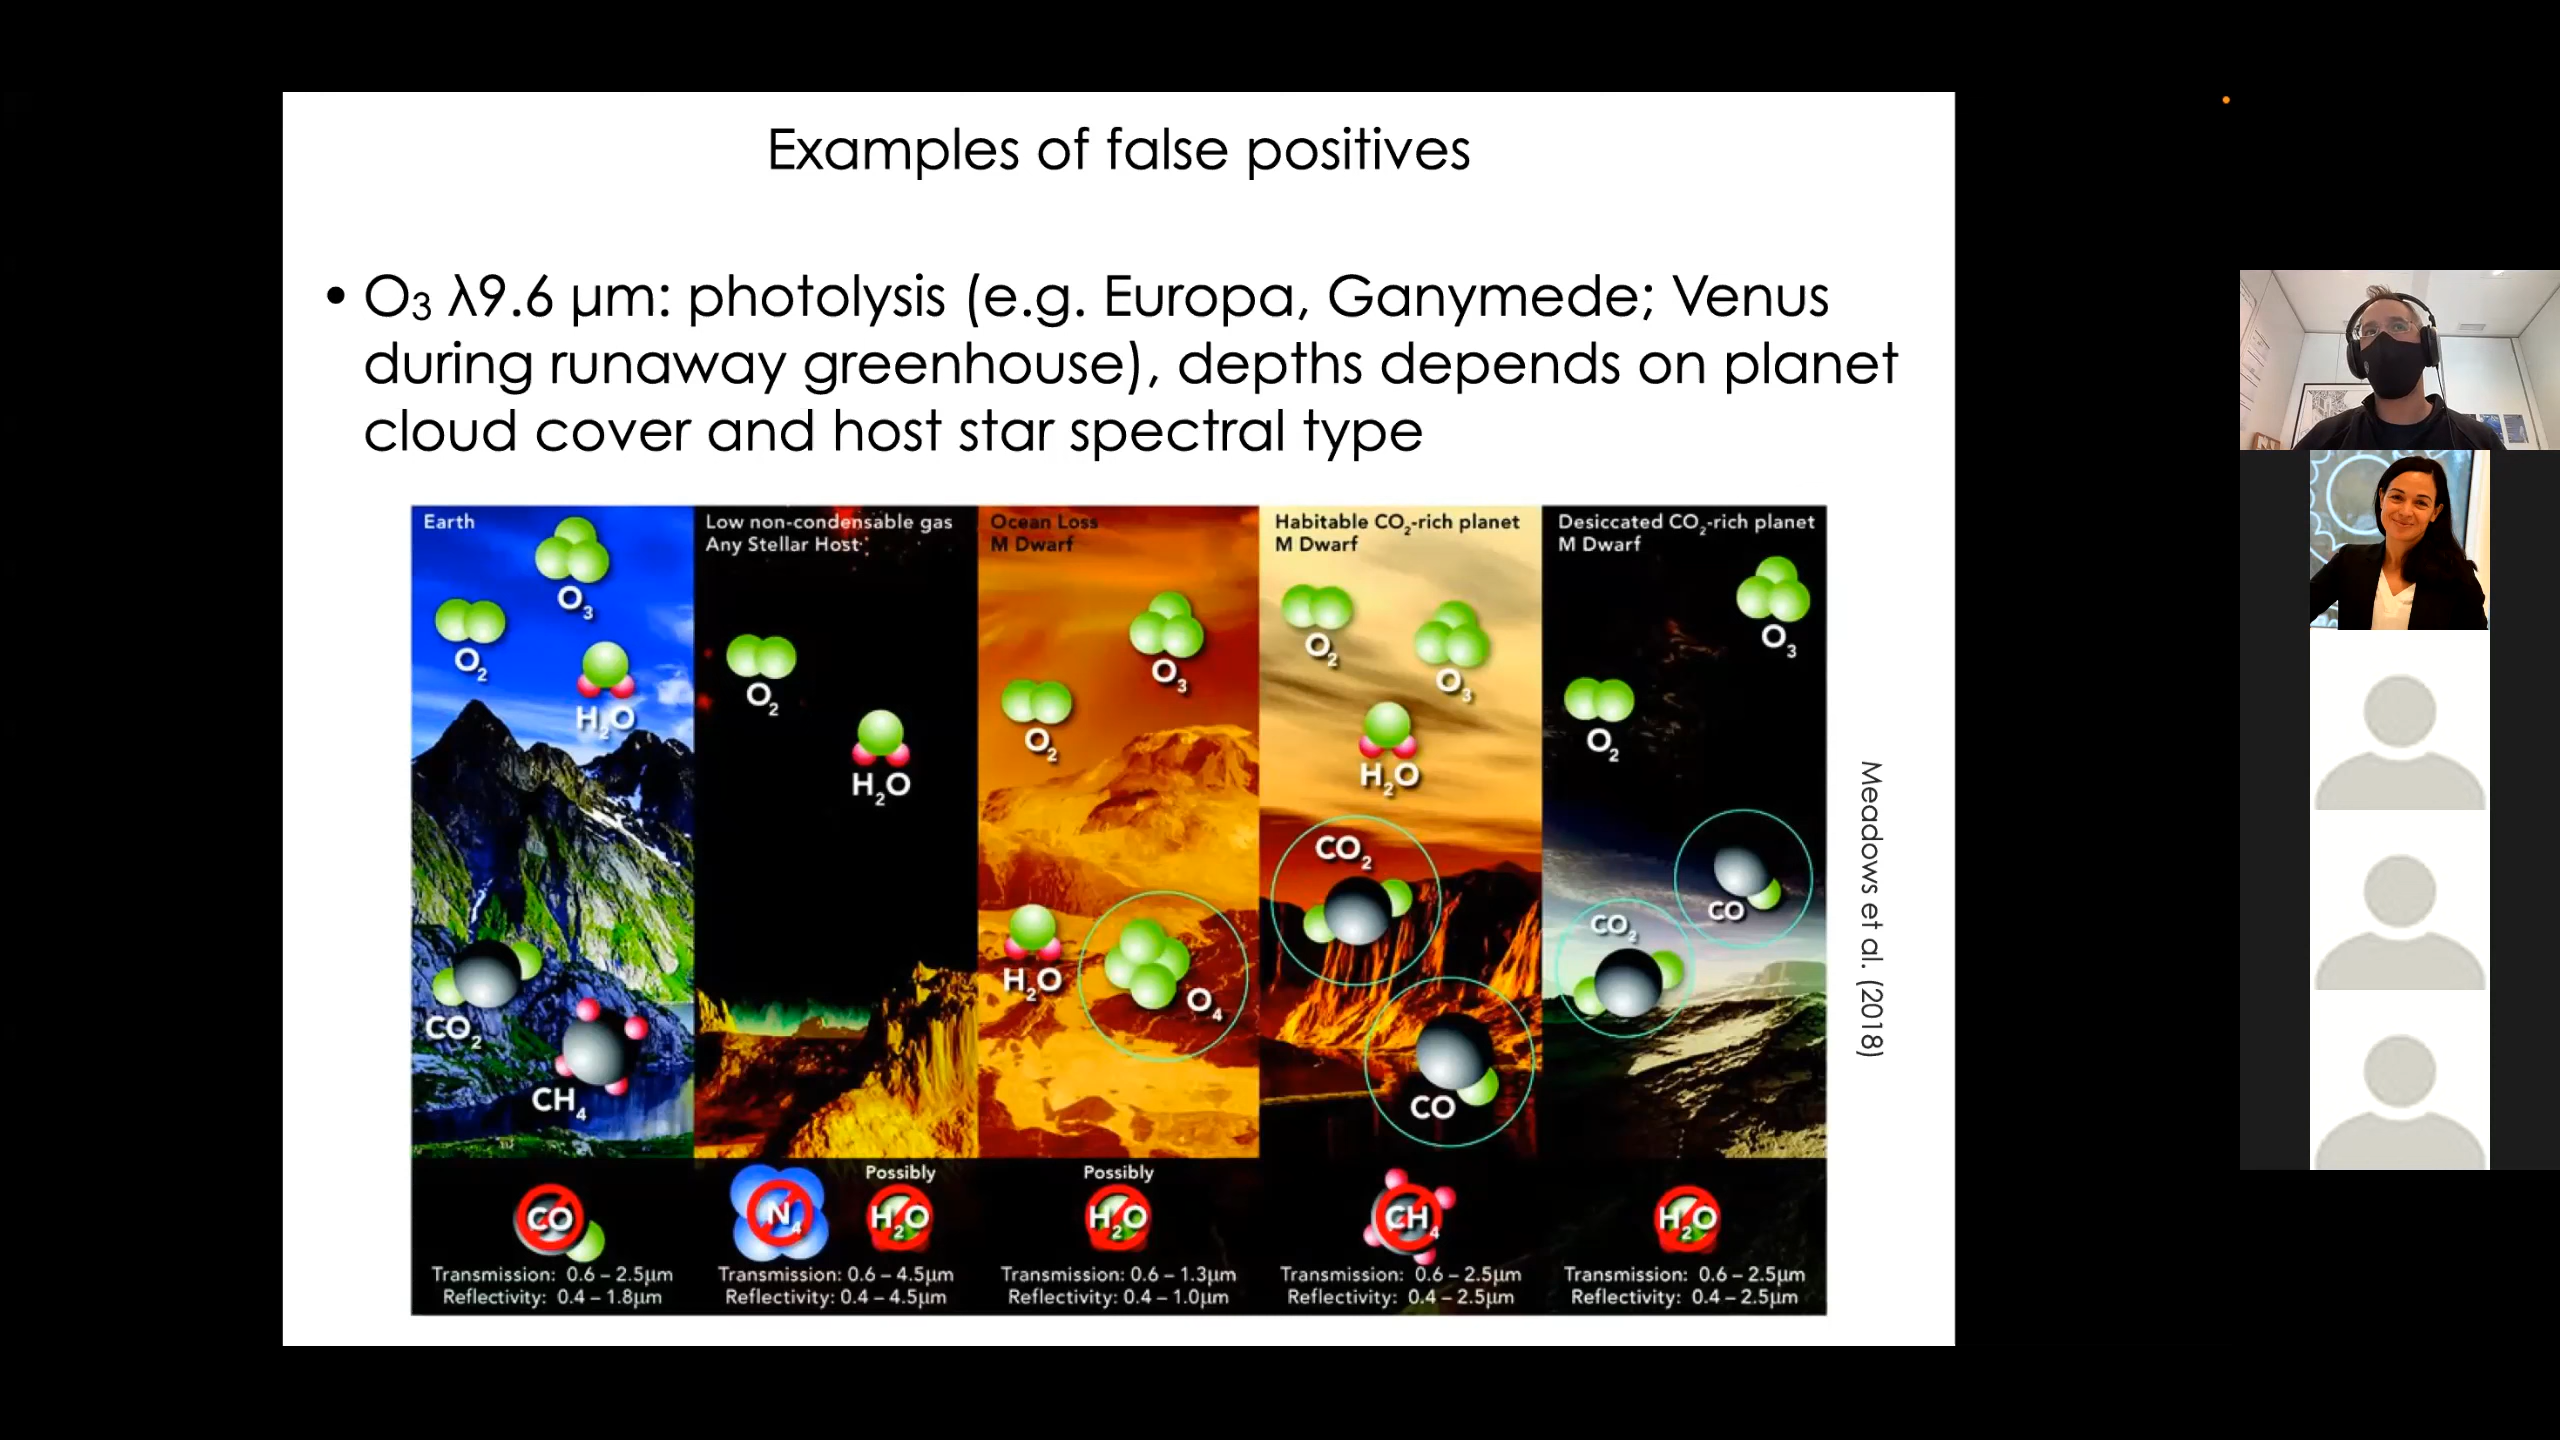 Examples of false positives
• O₃ λ9.6 μm: photolysis (e.g. Europa, Ganymede; Venus
during runaway greenhouse), depths depends on planet
cloud cover and host star spectral type
Earth
O₃
O₂
H₂O
CO₂
CH₄
CO
Transmission: 0.6 – 2.5μm
Reflectivity: 0.4 – 1.8μm
Low non-condensable gas
Any Stellar Host
O₂
H₂O
N₄
Possibly
H₂O
Transmission: 0.6 – 4.5μm
Reflectivity: 0.4 – 4.5μm
Ocean Loss
M Dwarf
O₃
O₂
H₂O
O₄
Possibly
H₂O
Transmission: 0.6 – 1.3μm
Reflectivity: 0.4 – 1.0μm
Habitable CO₂-rich planet
M Dwarf
O₂
O₃
H₂O
CO₂
CO
CH₄
Transmission: 0.6 – 2.5μm
Reflectivity: 0.4 – 2.5μm
Desiccated CO₂-rich planet
M Dwarf
O₃
O₂
CO
CO₂
H₂O
Transmission: 0.6 – 2.5μm
Reflectivity: 0.4 – 2.5μm
Meadows et al. (2018)